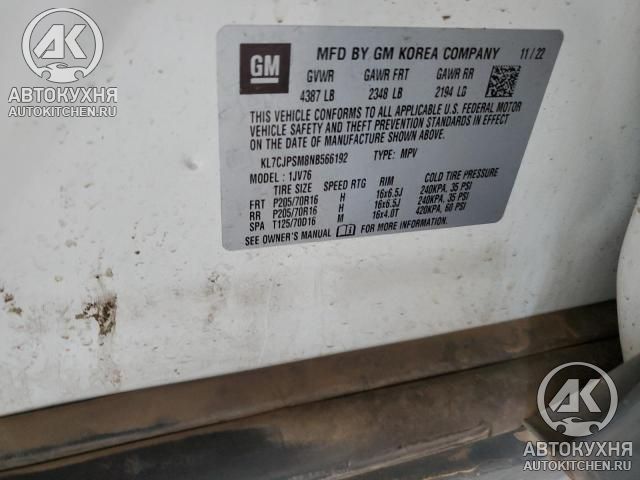 GM
MFD BY GM KOREA COMPANY 11/22
GVWR GAWR FRT GAWR RR
4387 LB 2348 LB 2194 LG
THIS VEHICLE CONFORMS TO ALL APPLICABLE U.S. FEDERAL MOTOR
VEHICLE SAFETY AND THEFT PREVENTION STANDARDS IN EFFECT
ON THE DATE OF MANUFACTURE SHOWN ABOVE.
KL7CJPSM8NB566192 TYPE: MPV
MODEL: 1JV76
TIRE SIZE SPEED RTG RIM COLD TIRE PRESSURE
FRT P205/70R16 H 16x6.5J 240KPA, 35 PSI
RR P205/70R16 H 16x6.5J 240KPA, 35 PSI
SPA T125/70D16 M 16x4.0T 420KPA, 60 PSI
SEE OWNER'S MANUAL FOR MORE INFORMATION.
АК
АВТОКУХНЯ
AUTOKITCHEN.RU
АК
АВТОКУХНЯ
AUTOKITCHEN.RU